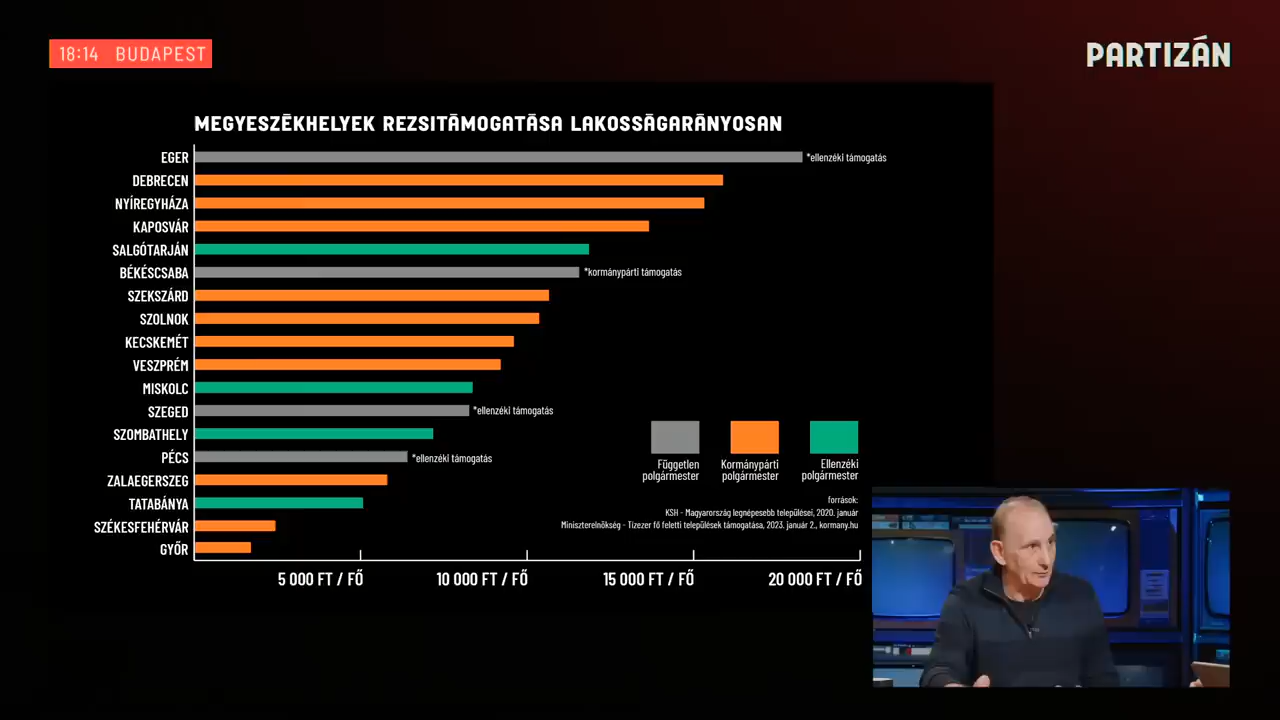 18:14 BUDAPEST
PARTIZÁN
MEGYESZÉKHELYEK REZSITÁMOGATÁSA LAKOSSÁGARÁNYOSAN
EGER
*ellenzéki támogatás
DEBRECEN
NYÍREGYHÁZA
KAPOSVÁR
SALGÓTARJÁN
BÉKÉSCSABA
*kormánypárti támogatás
SZEKSZÁRD
SZOLNOK
KECSKEMÉT
VESZPRÉM
MISKOLC
SZEGED
*ellenzéki támogatás
SZOMBATHELY
PÉCS
*ellenzéki támogatás
ZALAEGERSZEG
TATABÁNYA
SZÉKESFEHÉRVÁR
GYŐR
Független
polgármester
Kormánypárti
polgármester
Ellenzéki
polgármester
források:
KSH - Magyarország legnépesebb települései, 2020. január
Miniszterelnökség - Tízezer fő feletti települések támogatása, 2023. január 2., kormany.hu
5 000 FT / FŐ
10 000 FT / FŐ
15 000 FT / FŐ
20 000 FT / FŐ